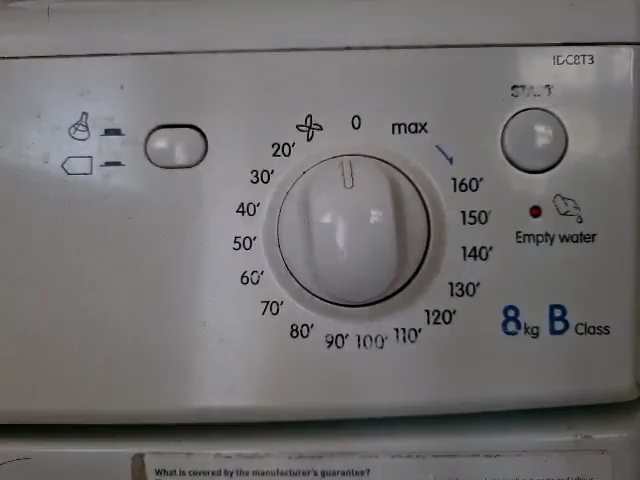 IDC8T3
START
0
max
20'
30'
160'
40'
150'
50'
Empty water
140'
60'
130'
70'
120'
8kg B Class
80'
110'
90'
100'
What is covered by the manufacturer's guarantee?